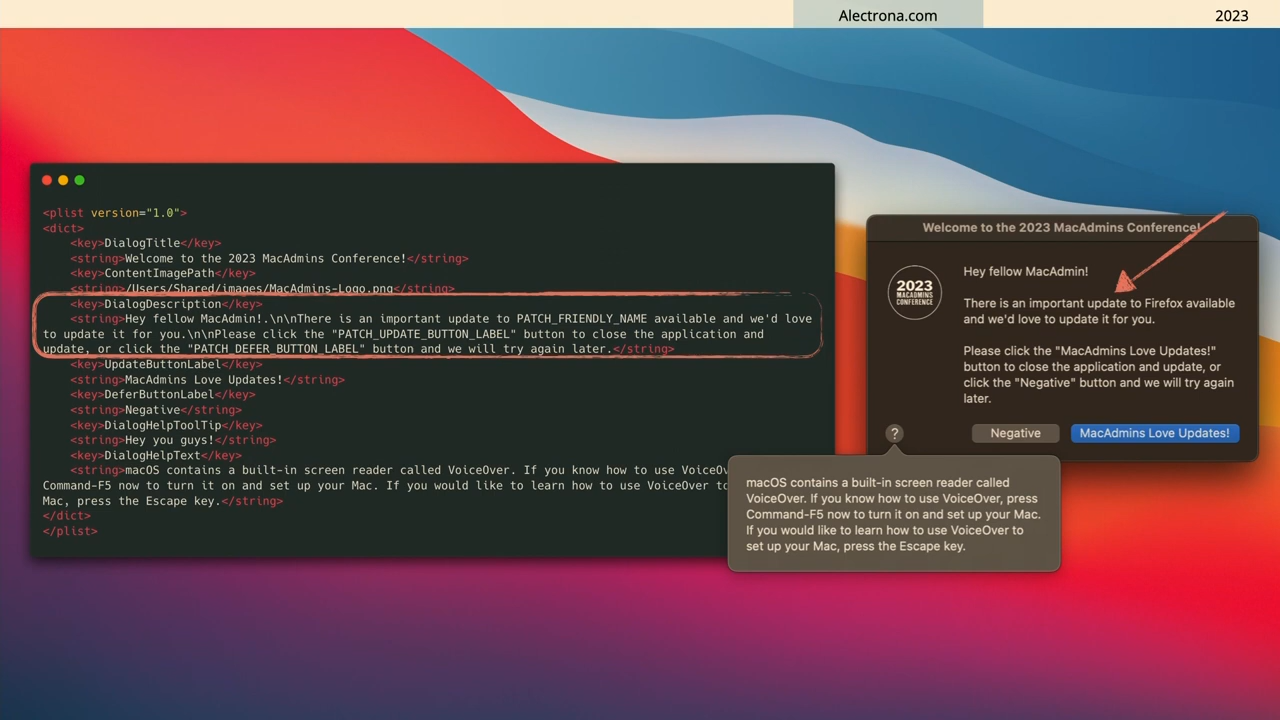 Alectrona.com
2023
<plist version="1.0">
<dict>
<key>DialogTitle</key>
<string>Welcome to the 2023 MacAdmins Conference!</string>
<key>ContentImagePath</key>
<string>/Users/Shared/images/MacAdmins-Logo.png</string>
<key>DialogDescription</key>
<string>Hey fellow MacAdmin!.\n\nThere is an important update to PATCH_FRIENDLY_NAME available and we'd love
to update it for you.\n\nPlease click the "PATCH_UPDATE_BUTTON_LABEL" button to close the application and
update, or click the "PATCH_DEFER_BUTTON_LABEL" button and we will try again later.</string>
<key>UpdateButtonLabel</key>
<string>MacAdmins Love Updates!</string>
<key>DeferButtonLabel</key>
<string>Negative</string>
<key>DialogHelpToolTip</key>
<string>Hey you guys!</string>
<key>DialogHelpText</key>
<string>macOS contains a built-in screen reader called VoiceOver. If you know how to use VoiceOv
Command-F5 now to turn it on and set up your Mac. If you would like to learn how to use VoiceOver to
Mac, press the Escape key.</string>
</dict>
</plist>
Welcome to the 2023 MacAdmins Conference!
2023
MACADMINS
CONFERENCE
Hey fellow MacAdmin!
There is an important update to Firefox available
and we'd love to update it for you.
Please click the "MacAdmins Love Updates!"
button to close the application and update, or
click the "Negative" button and we will try again
later.
?
Negative
MacAdmins Love Updates!
macOS contains a built-in screen reader called
VoiceOver. If you know how to use VoiceOver, press
Command-F5 now to turn it on and set up your Mac.
If you would like to learn how to use VoiceOver to
set up your Mac, press the Escape key.